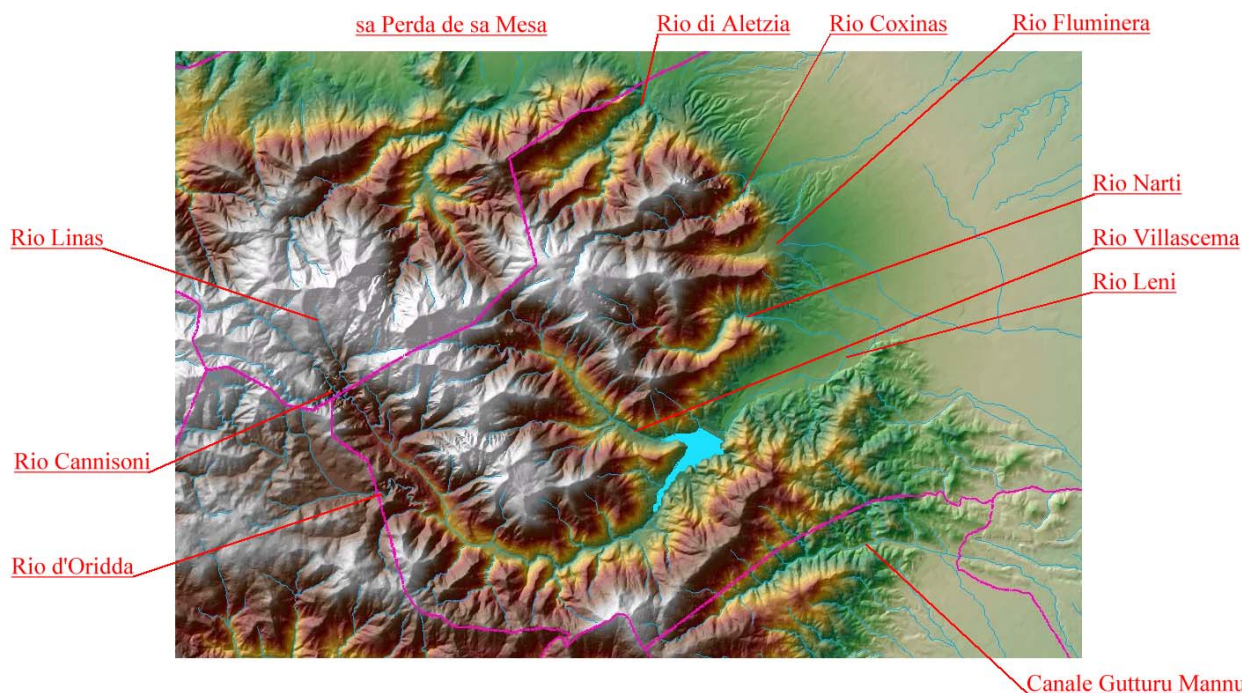 sa Perda de sa Mesa
Rio di Aletzia
Rio Coxinas
Rio Fluminera
Rio Narti
Rio Linas
Rio Villascema
Rio Leni
Rio Cannisoni
Rio d'Oridda
Canale Gutturu Mannu